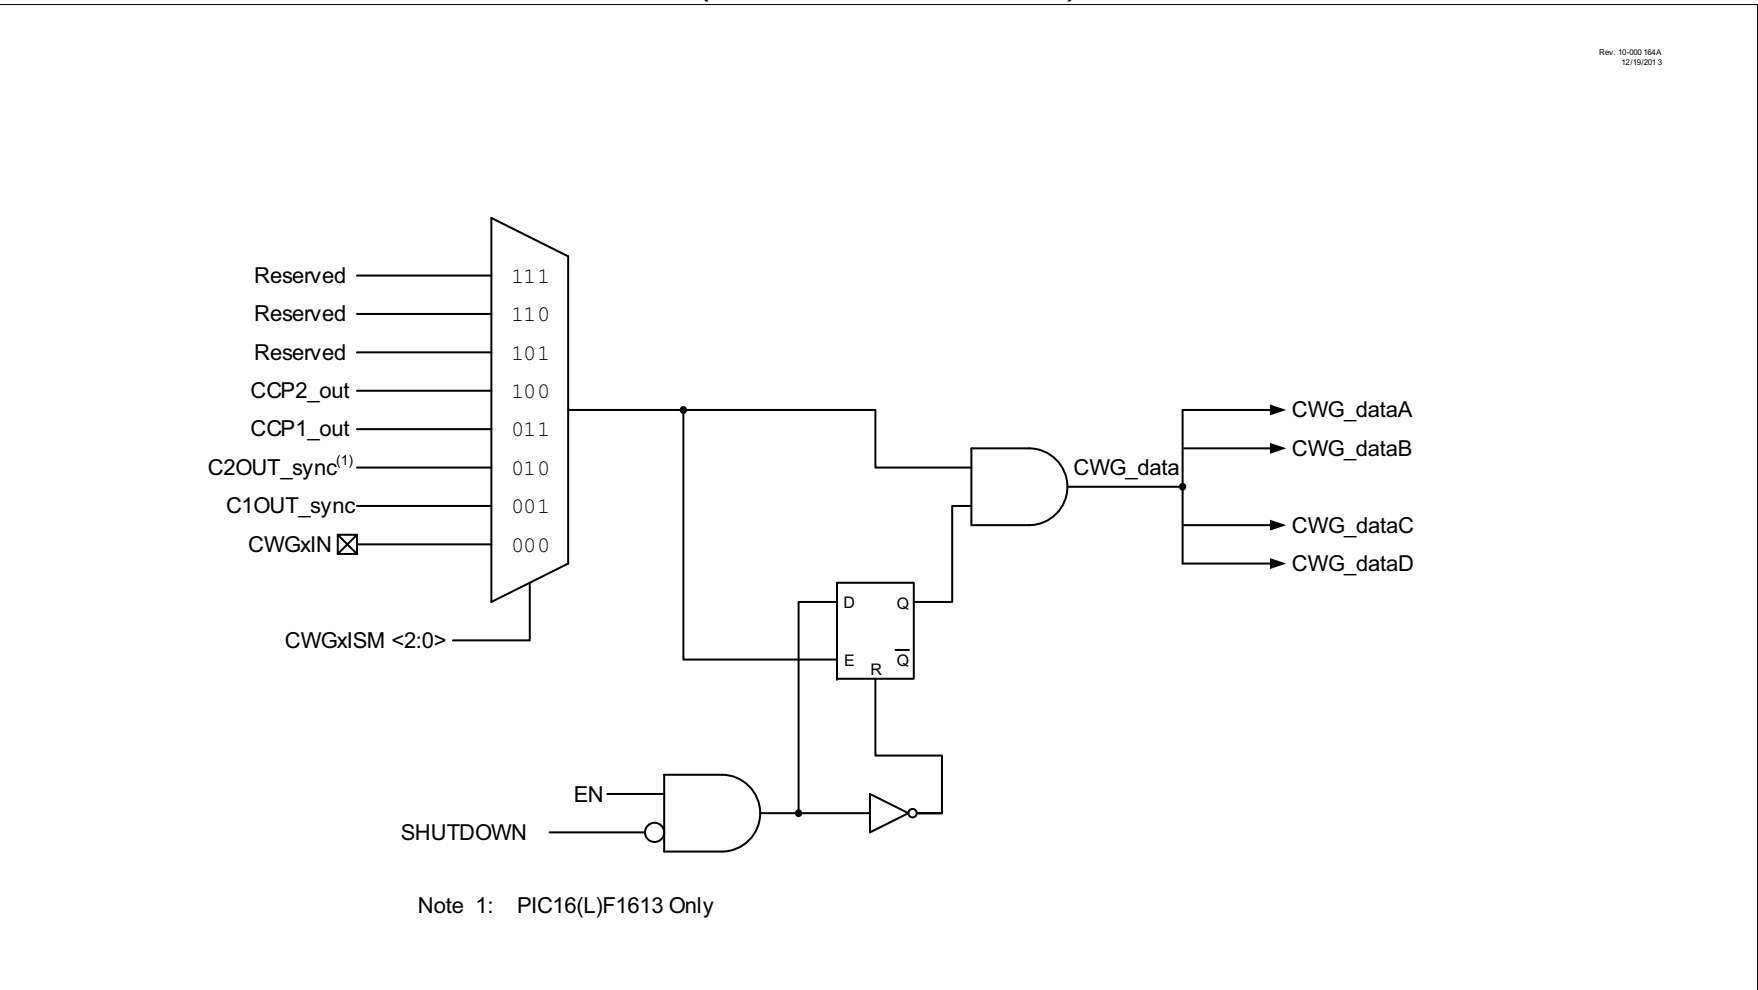 Rev. 10-000 164A
12/19/201 3
Reserved 111
Reserved 110
Reserved 101
CCP2_out 100
CCP1_out 011
C2OUT_sync(1) 010
C1OUT_sync 001
CWGxIN 000
CWGxISM <2:0>
CWG_data
CWG_dataA
CWG_dataB
CWG_dataC
CWG_dataD
D Q
E Q̅
R
EN
SHUTDOWN
Note 1: PIC16(L)F1613 Only